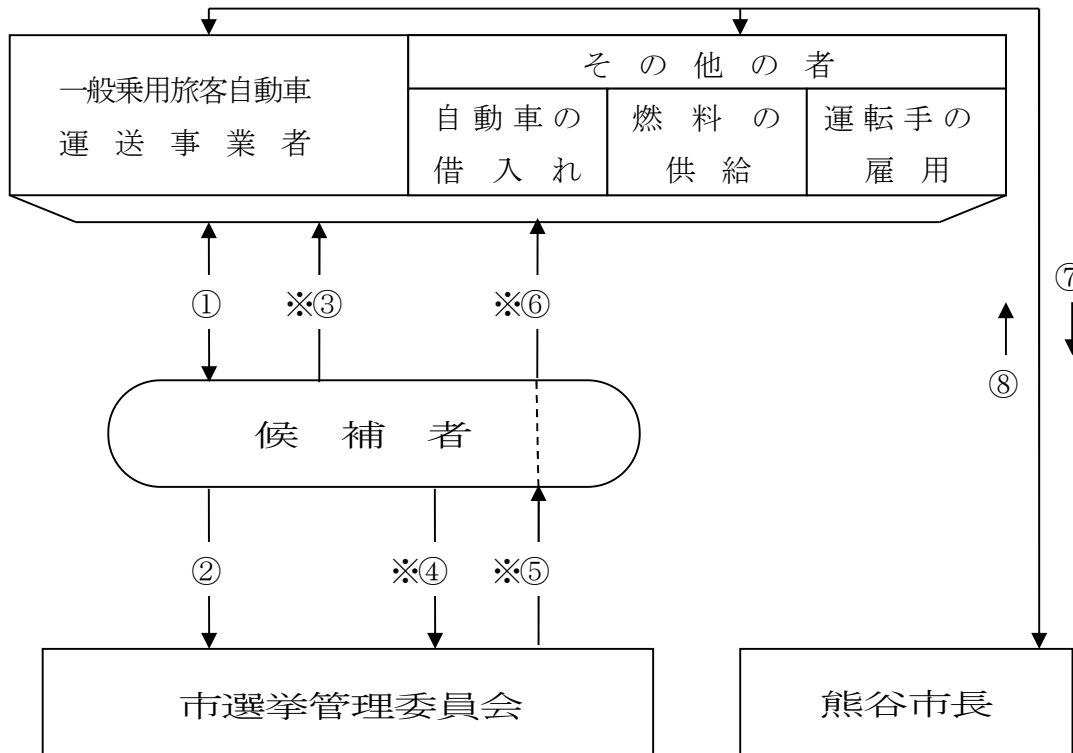 一般乗用旅客自動車
運送事業者
その他の者
自動車の
借入れ
燃料の
供給
運転手の
雇用
①
※③
※⑥
⑦
⑧
候補者
②
※④
※⑤
市選挙管理委員会
熊谷市長